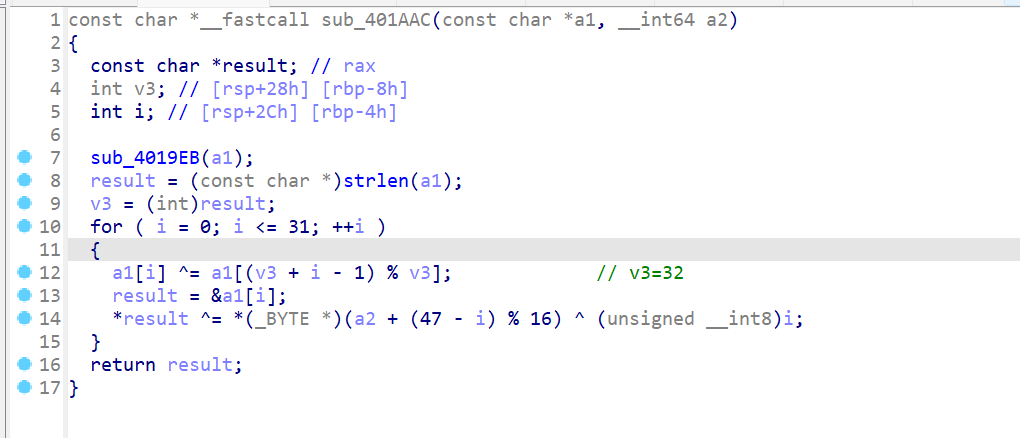 1 const char *__fastcall sub_401AAC(const char *a1, __int64 a2)
2 {
3 const char *result; // rax
4 int v3; // [rsp+28h] [rbp-8h]
5 int i; // [rsp+2Ch] [rbp-4h]
6
7 sub_4019EB(a1);
8 result = (const char *)strlen(a1);
9 v3 = (int)result;
10 for ( i = 0; i <= 31; ++i )
11 {
12 a1[i] ^= a1[(v3 + i - 1) % v3]; // v3=32
13 result = &a1[i];
14 *result ^= *(_BYTE *)(a2 + (47 - i) % 16) ^ (unsigned __int8)i;
15 }
16 return result;
17 }